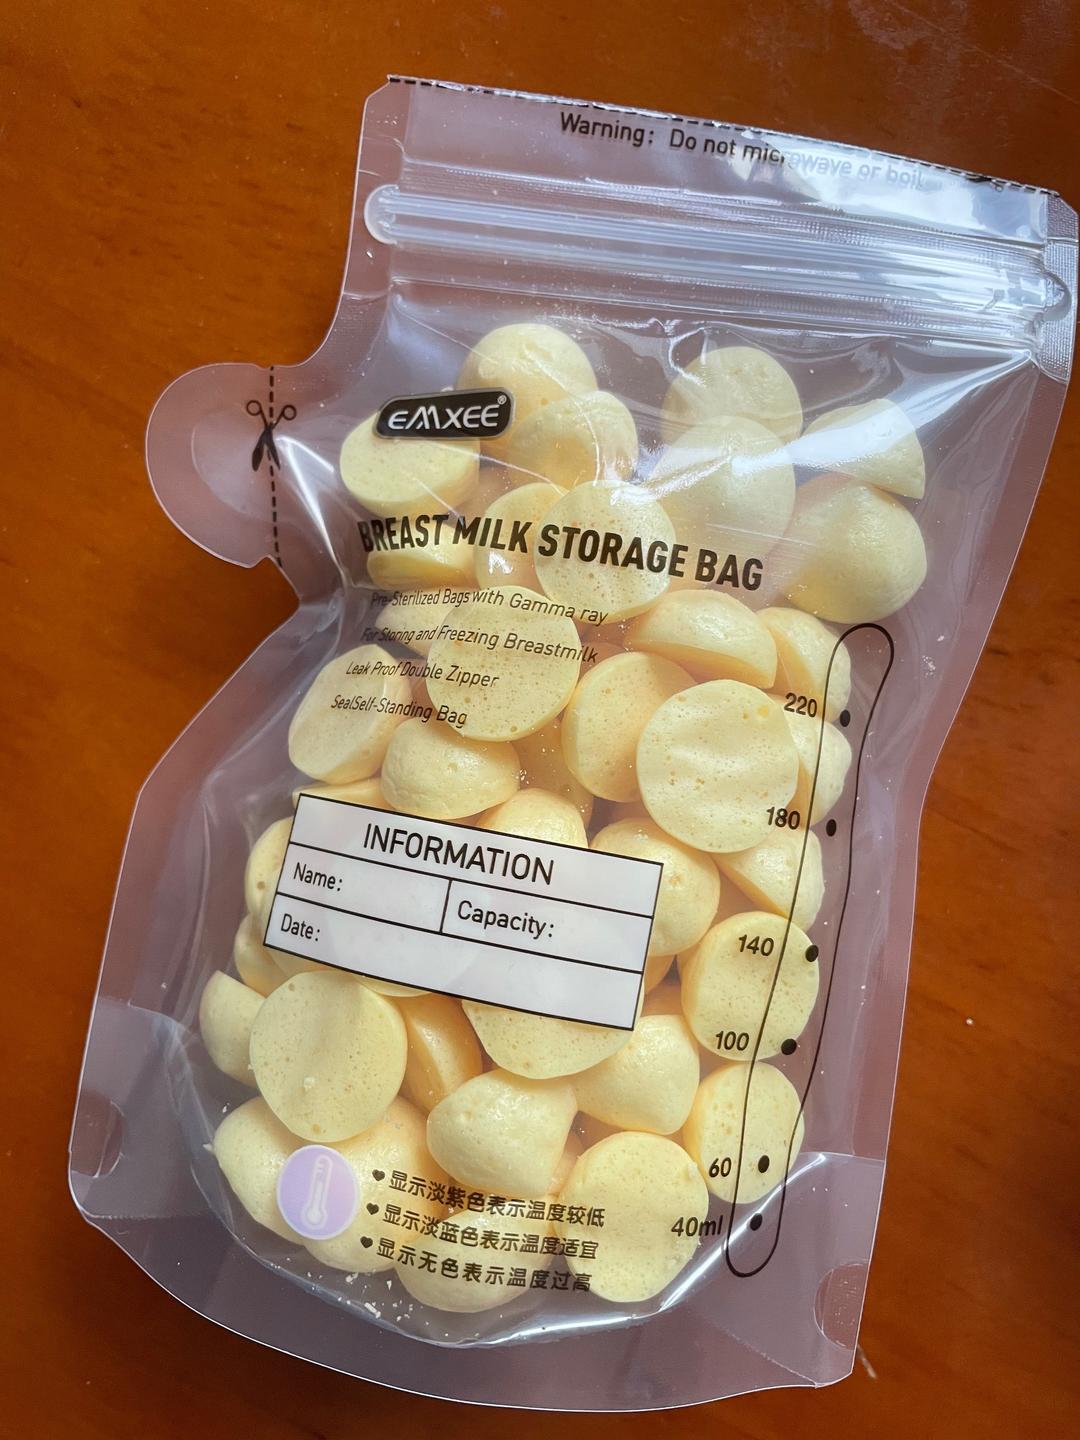 Warning: Do not microwave or boil
EMXEE®
BREAST MILK STORAGE BAG
Pre-Sterilized Bags with Gamma ray
For Storing and Freezing Breastmilk
Leak Proof Double Zipper
SealSelf-Standing Bag
220
180
INFORMATION
Name:
Capacity:
Date:
140
100
60
40ml
显示淡紫色表示温度较低
显示淡蓝色表示温度适宜
显示无色表示温度过高